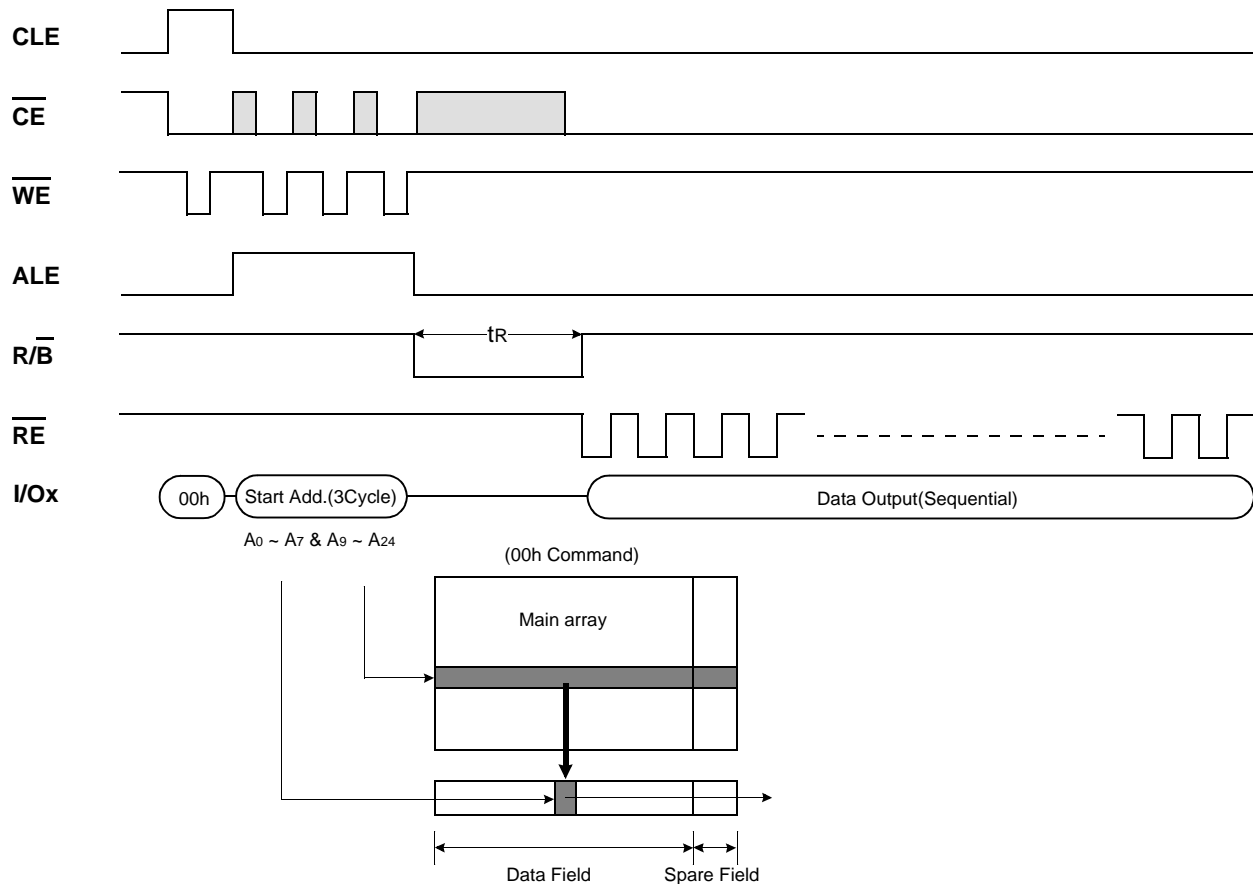 CLE
CE
WE
ALE
tR
R/B
RE
I/Ox
00h
Start Add.(3Cycle)
Data Output(Sequential)
A0 ~ A7 & A9 ~ A24
(00h Command)
Main array
Data Field
Spare Field